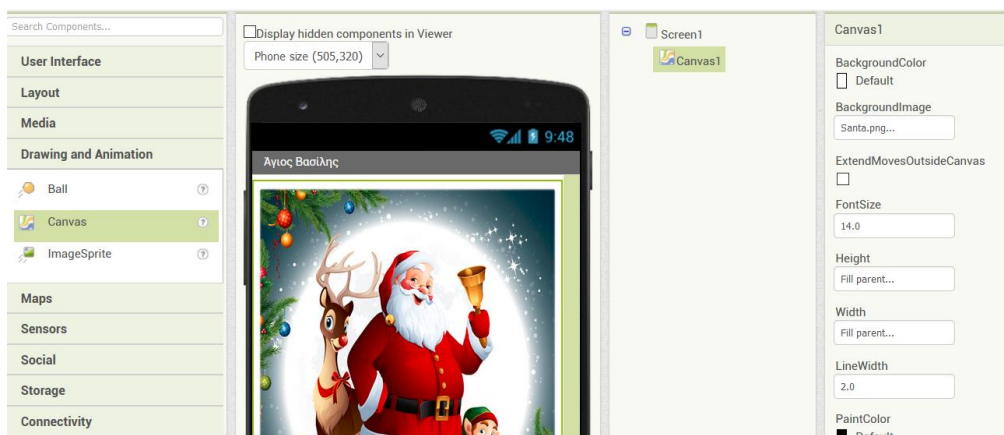 Search Components...
User Interface
Layout
Media
Drawing and Animation
Ball
?
Canvas
?
ImageSprite
?
Maps
Sensors
Social
Storage
Connectivity
Display hidden components in Viewer
Phone size (505,320)
9:48
Άγιος Βασίλης
Screen1
Canvas1
Canvas1
BackgroundColor
Default
BackgroundImage
Santa.png...
ExtendMovesOutsideCanvas
FontSize
14.0
Height
Fill parent...
Width
Fill parent...
LineWidth
2.0
PaintColor
Default